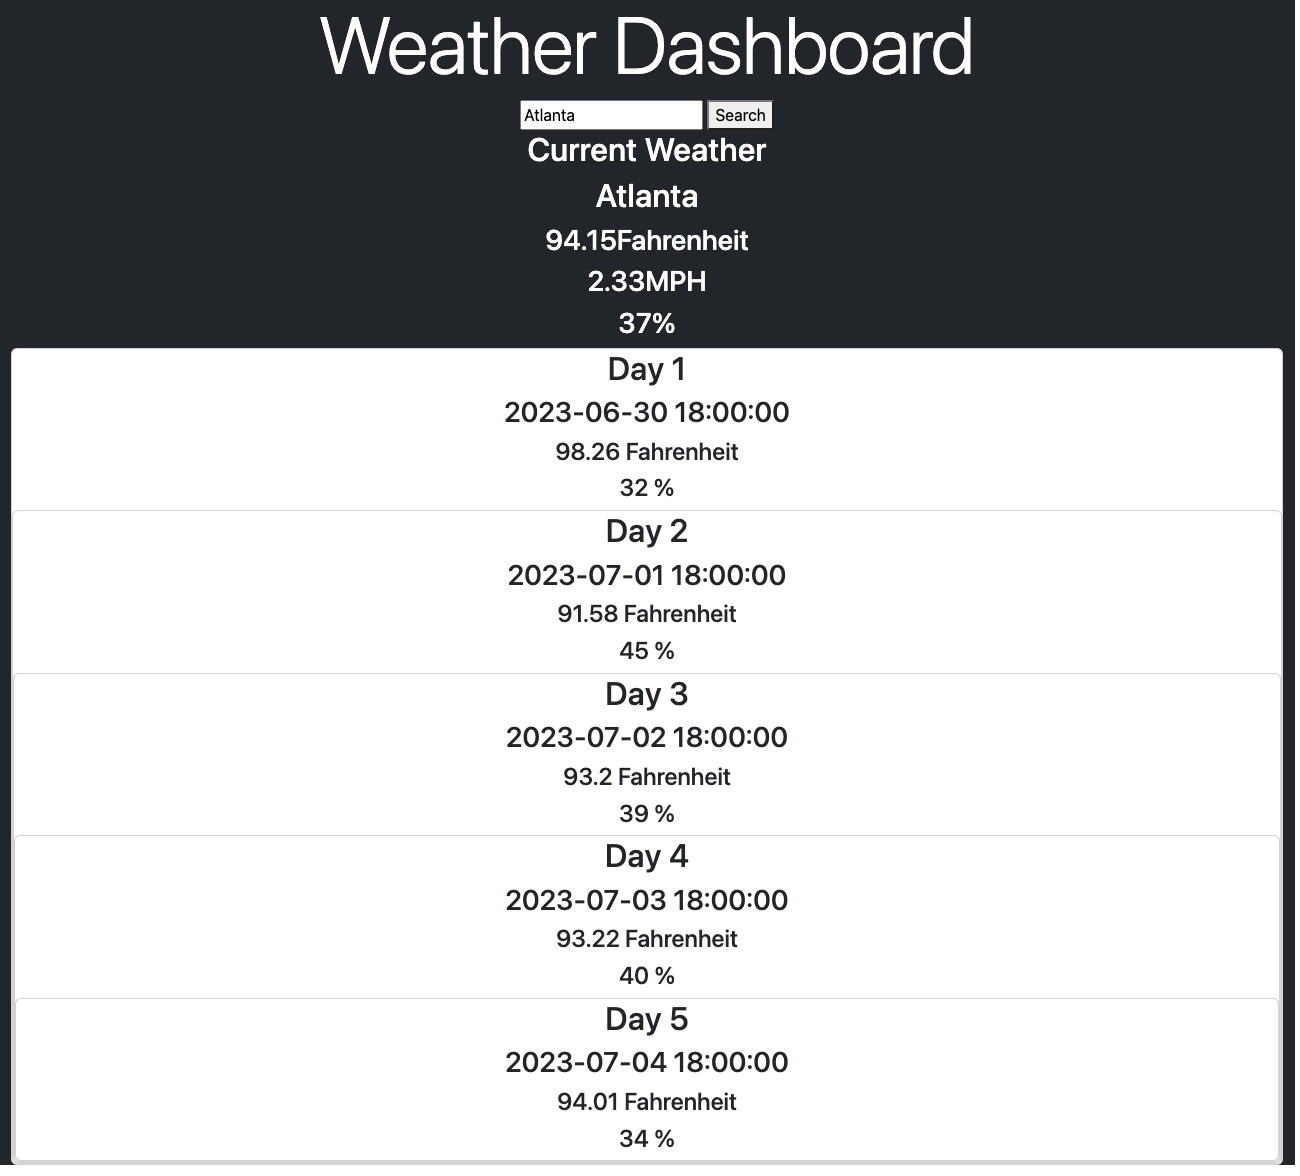 Weather Dashboard
Atlanta Search
Current Weather
Atlanta
94.15Fahrenheit
2.33MPH
37%
Day 1
2023-06-30 18:00:00
98.26 Fahrenheit
32 %
Day 2
2023-07-01 18:00:00
91.58 Fahrenheit
45 %
Day 3
2023-07-02 18:00:00
93.2 Fahrenheit
39 %
Day 4
2023-07-03 18:00:00
93.22 Fahrenheit
40 %
Day 5
2023-07-04 18:00:00
94.01 Fahrenheit
34 %